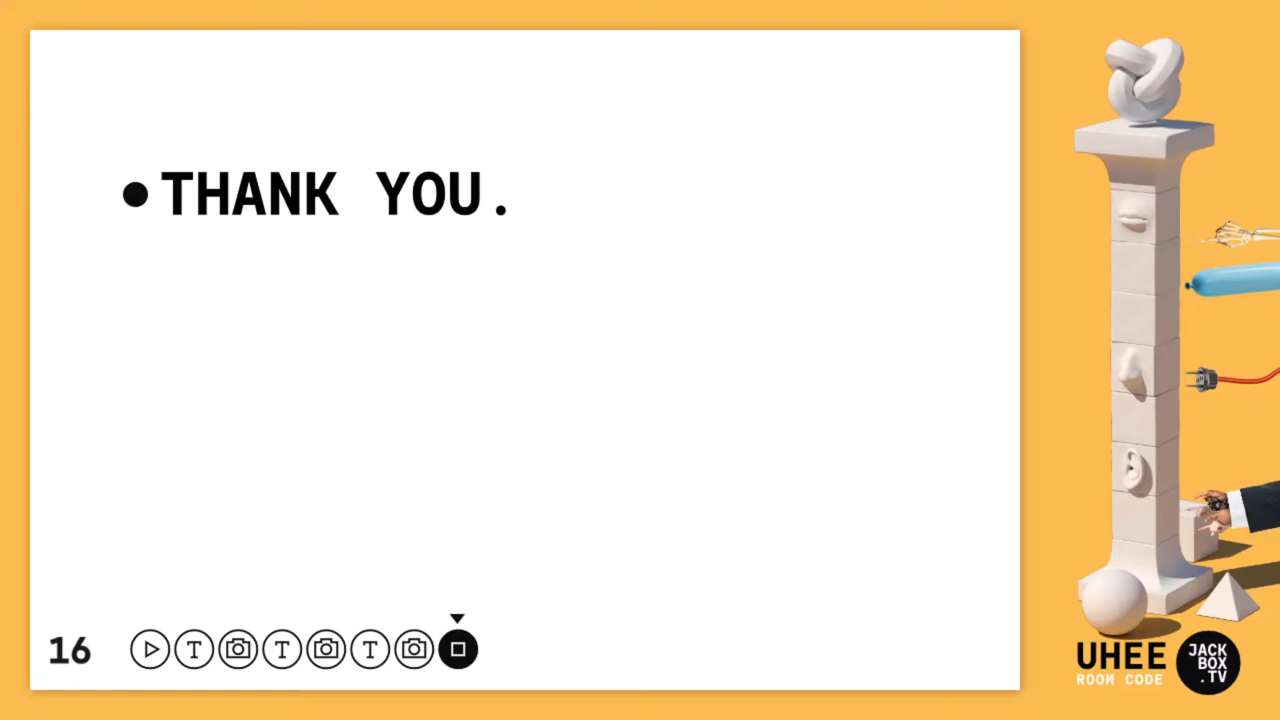 • THANK YOU.
16
T
T
T
UHEE
ROOM CODE
JACK
BOX
.TV